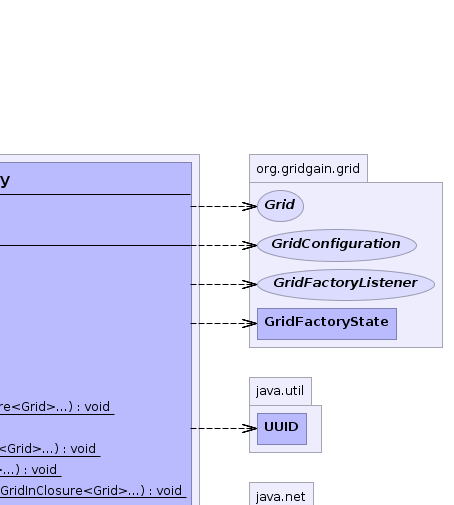 y
re<Grid>...) : void
<Grid>...) : void
>...) : void
GridInClosure<Grid>...) : void
org.gridgain.grid
Grid
GridConfiguration
GridFactoryListener
GridFactoryState
java.util
UUID
java.net